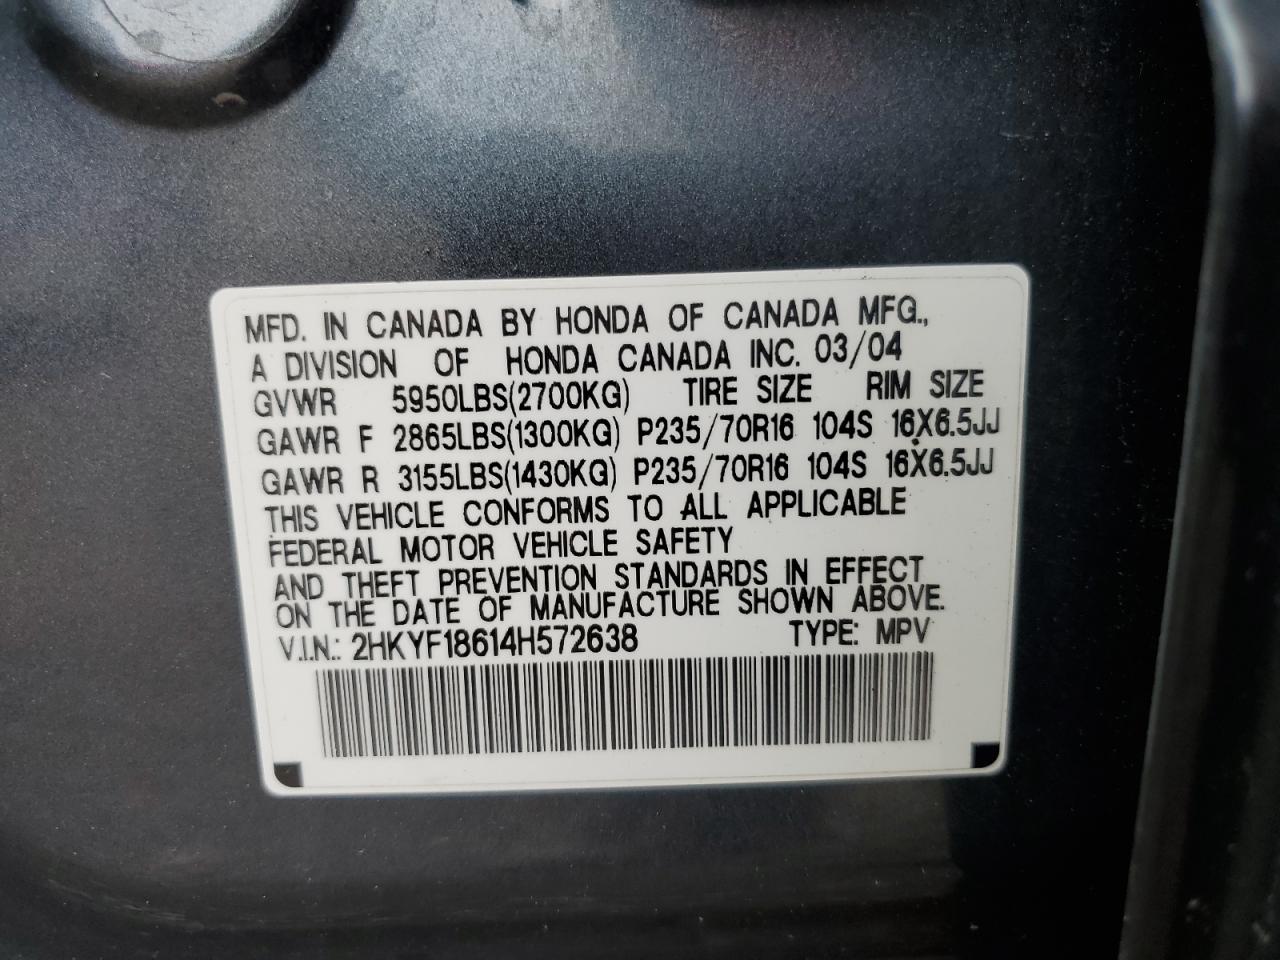 MFD. IN CANADA BY HONDA OF CANADA MFG.,
A DIVISION OF HONDA CANADA INC. 03/04
GVWR 5950LBS(2700KG) TIRE SIZE RIM SIZE
GAWR F 2865LBS(1300KG) P235/70R16 104S 16X6.5JJ
GAWR R 3155LBS(1430KG) P235/70R16 104S 16X6.5JJ
THIS VEHICLE CONFORMS TO ALL APPLICABLE
FEDERAL MOTOR VEHICLE SAFETY
AND THEFT PREVENTION STANDARDS IN EFFECT
ON THE DATE OF MANUFACTURE SHOWN ABOVE.
V.I.N.: 2HKYF18614H572638 TYPE: MPV